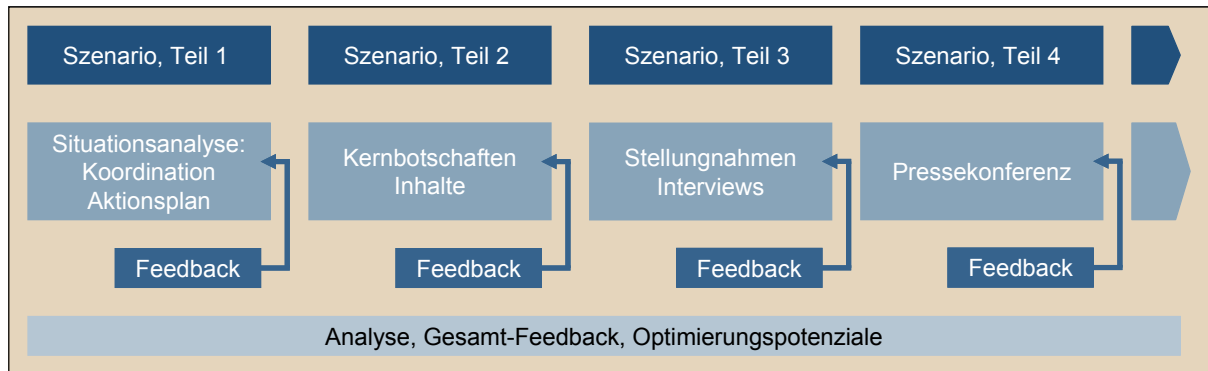 Szenario, Teil 1
Szenario, Teil 2
Szenario, Teil 3
Szenario, Teil 4
Situationsanalyse:
Koordination
Aktionsplan
Kernbotschaften
Inhalte
Stellungnahmen
Interviews
Pressekonferenz
Feedback
Feedback
Feedback
Feedback
Analyse, Gesamt-Feedback, Optimierungspotenziale